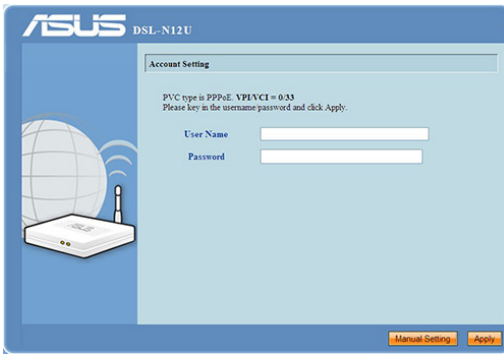 ASUS DSL-N12U
Account Setting
PVC type is PPPoE. VPI/VCI = 0/33
Please key in the username/password and click Apply.
User Name
Password
ASUS
Manual Setting Apply